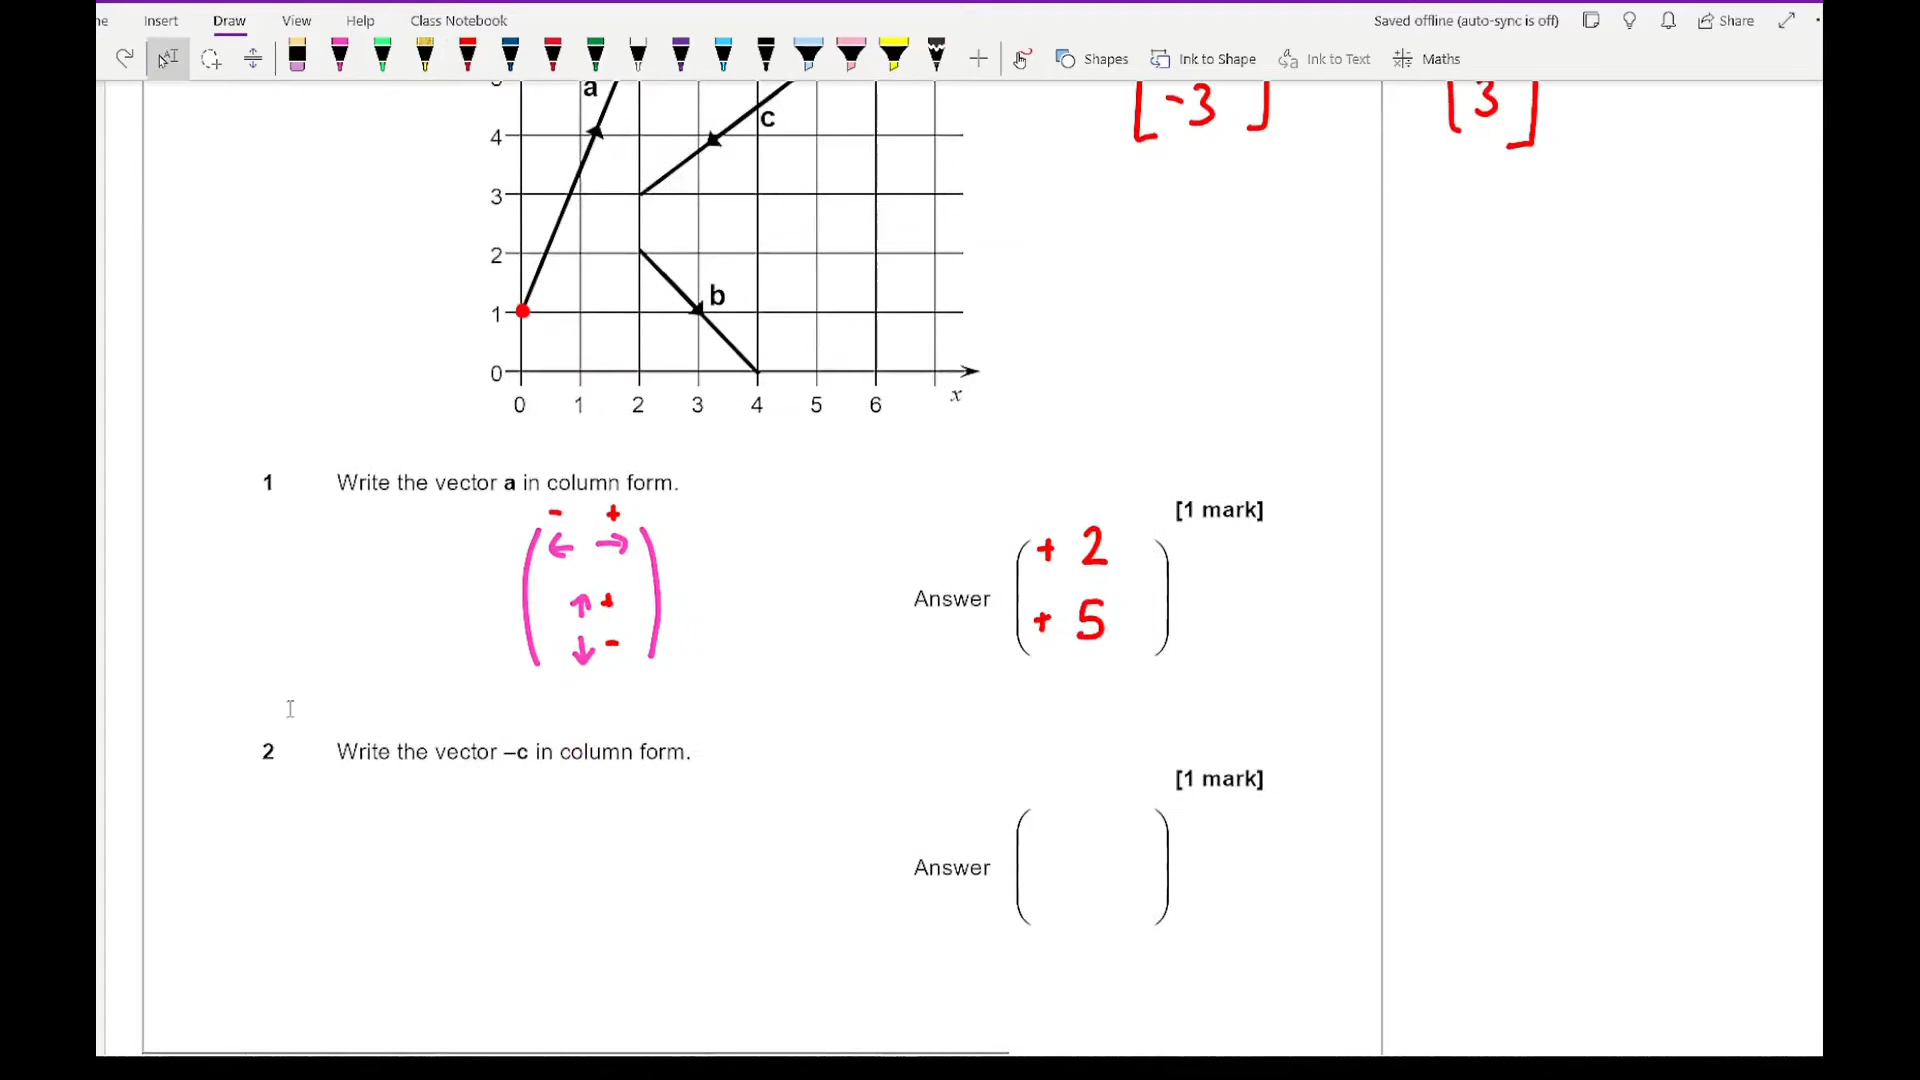 Insert Draw View Help Class Notebook Saved offline (auto-sync is off) Share
Shapes Ink to Shape Ink to Text Maths
a
-3
3
c
4
3
2
b
1
0
x
0 1 2 3 4 5 6
1 Write the vector a in column form.
[1 mark]
- +
← →
↑ +
↓ -
Answer
+ 2
+ 5
2 Write the vector –c in column form.
[1 mark]
Answer